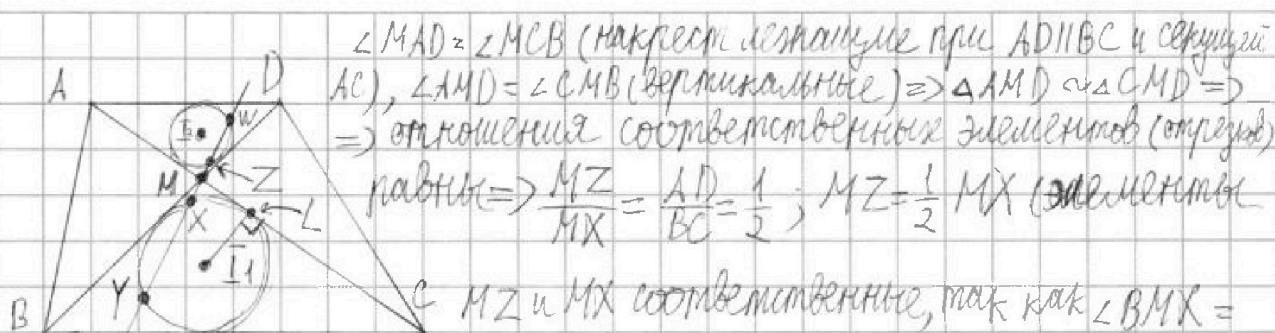 ∠MAD = ∠MCB (накрест лежащие при AD||BC и секущей
AC), ∠AMD = ∠CMB (вертикальные) => △AMD ~ △CMD =>
=> отношения соответственных элементов (отрезков)
равны => MZ/MX = AD/BC = 1/2 ; MZ = 1/2 MX (элементы
MZ и MX соответственные, так как ∠BMX =
A
D
W
I₂
M
Z
X
L
I₁
Y
B
C